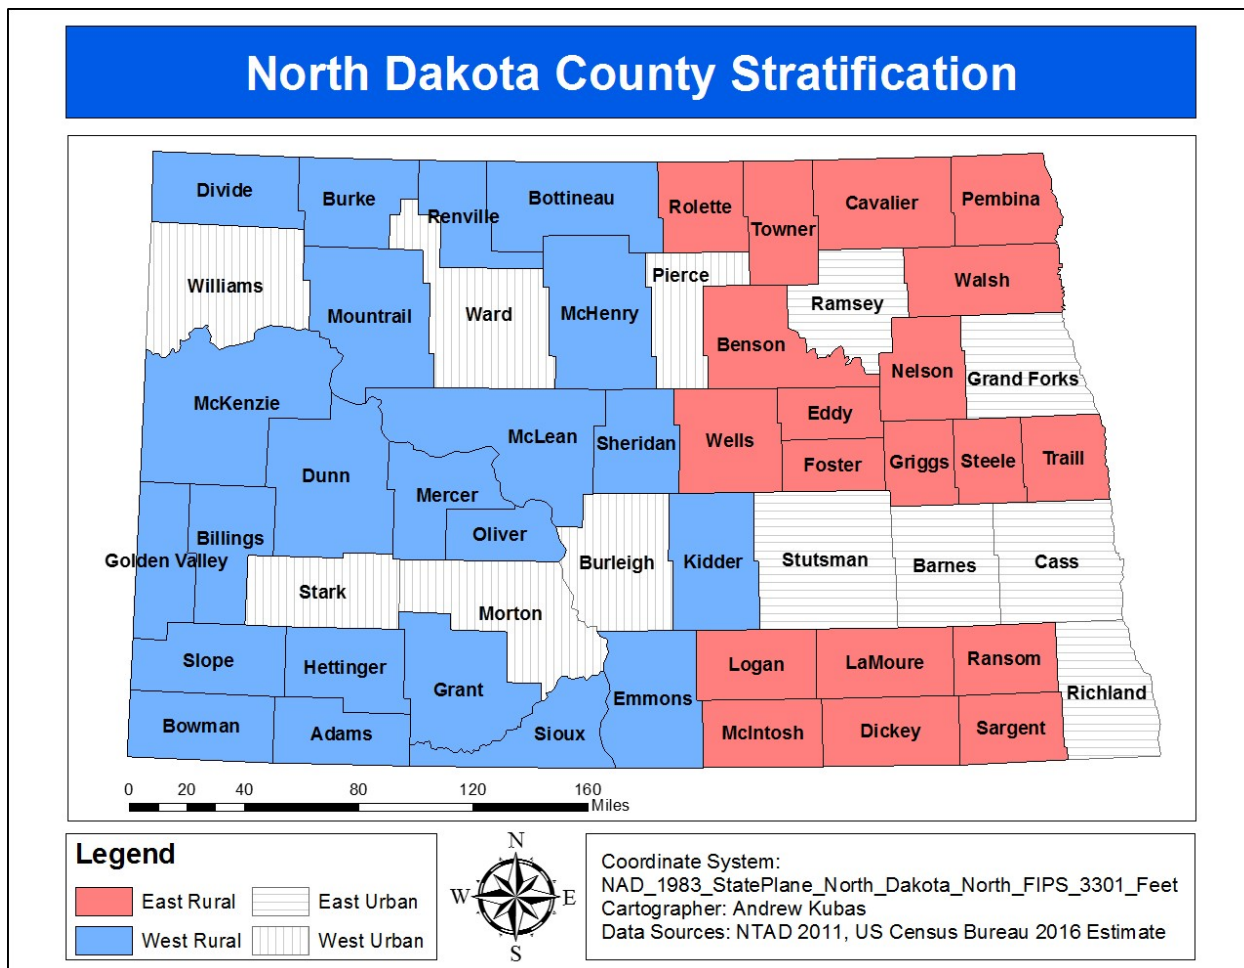 North Dakota County Stratification
Divide
Burke
Renville
Bottineau
Rolette
Towner
Cavalier
Pembina
Williams
Mountrail
Ward
McHenry
Pierce
Benson
Ramsey
Walsh
Nelson
Grand Forks
McKenzie
Dunn
McLean
Sheridan
Wells
Eddy
Foster
Griggs
Steele
Traill
Golden Valley
Billings
Mercer
Oliver
Stark
Morton
Burleigh
Kidder
Stutsman
Barnes
Cass
Slope
Hettinger
Grant
Emmons
Logan
LaMoure
Ransom
Richland
Bowman
Adams
Sioux
McIntosh
Dickey
Sargent
0 20 40 80 120 160
Miles
Legend
East Rural
East Urban
West Rural
West Urban
N
W
E
S
Coordinate System:
NAD_1983_StatePlane_North_Dakota_North_FIPS_3301_Feet
Cartographer: Andrew Kubas
Data Sources: NTAD 2011, US Census Bureau 2016 Estimate